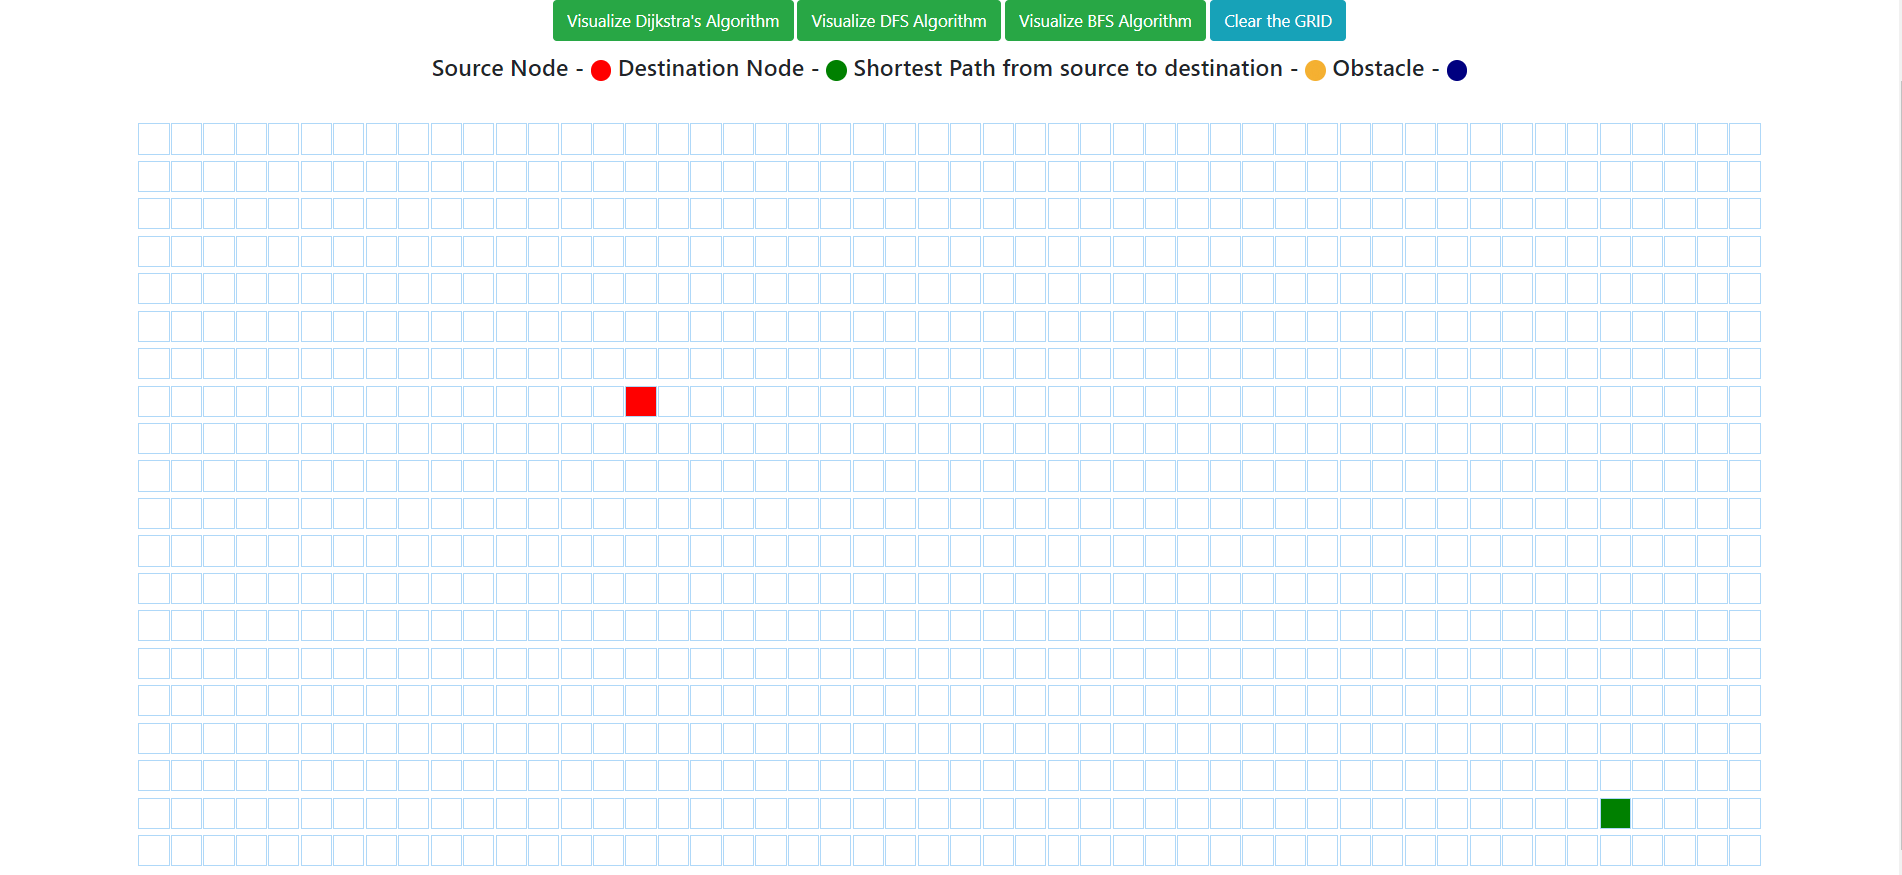 Visualize Dijkstra's Algorithm Visualize DFS Algorithm Visualize BFS Algorithm Clear the GRID
Source Node - Destination Node - Shortest Path from source to destination - Obstacle -